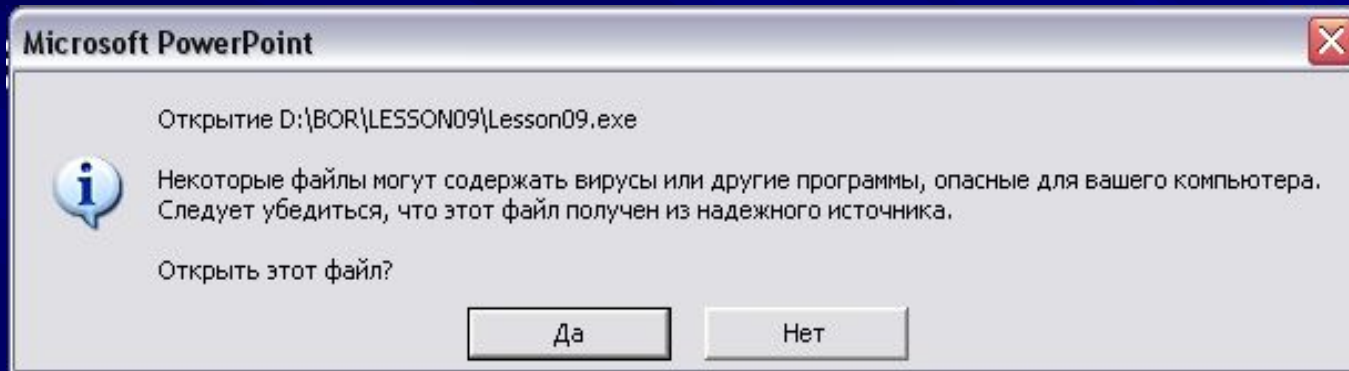 Microsoft PowerPoint
Открытие D:\BOR\LESSON09\Lesson09.exe
Некоторые файлы могут содержать вирусы или другие программы, опасные для вашего компьютера.
Следует убедиться, что этот файл получен из надежного источника.
Открыть этот файл?
Да
Нет